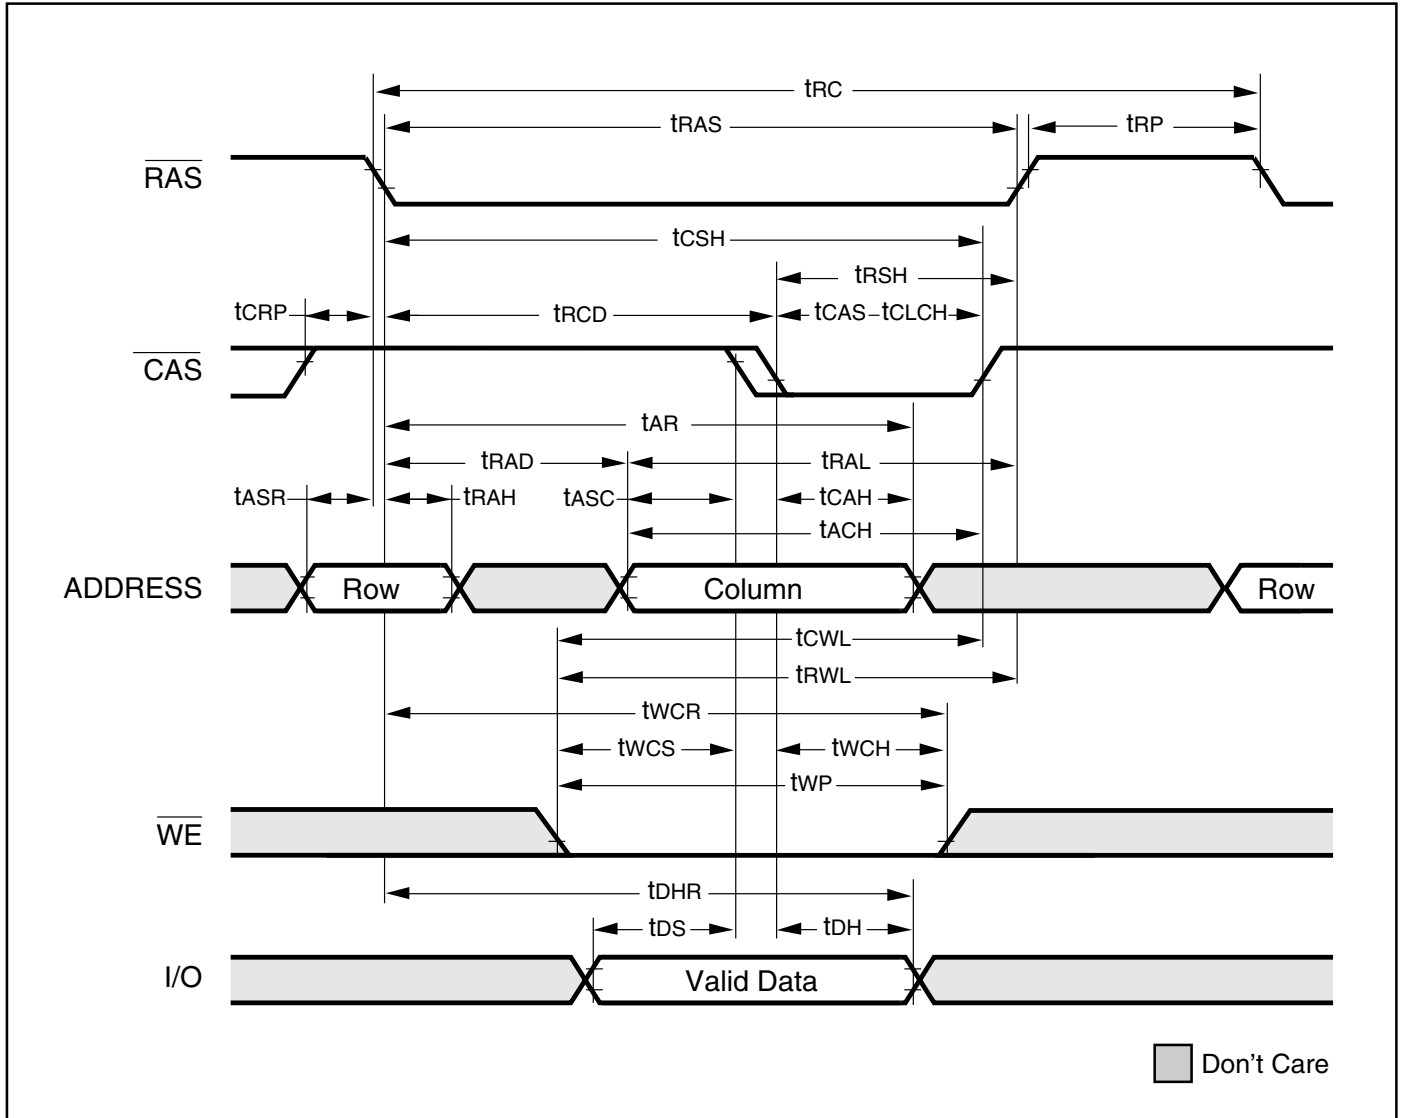 tRC
tRAS
tRP
RAS
tCSH
tRSH
tCRP
tRCD
tCAS
tCLCH
CAS
tAR
tRAD
tRAL
tASR
tRAH
tASC
tCAH
tACH
ADDRESS
Row
Column
Row
tCWL
tRWL
tWCR
tWCS
tWCH
tWP
WE
tDHR
tDS
tDH
I/O
Valid Data
Don't Care